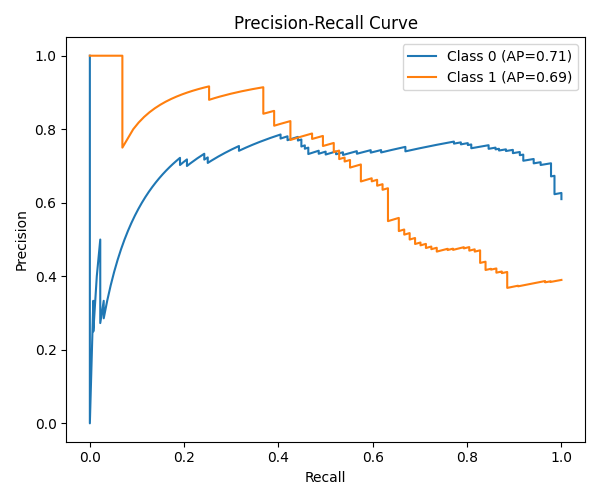 Precision-Recall Curve
Class 0 (AP=0.71)
Class 1 (AP=0.69)
Precision
1.0
0.8
0.6
0.4
0.2
0.0
0.0 0.2 0.4 0.6 0.8 1.0
Recall